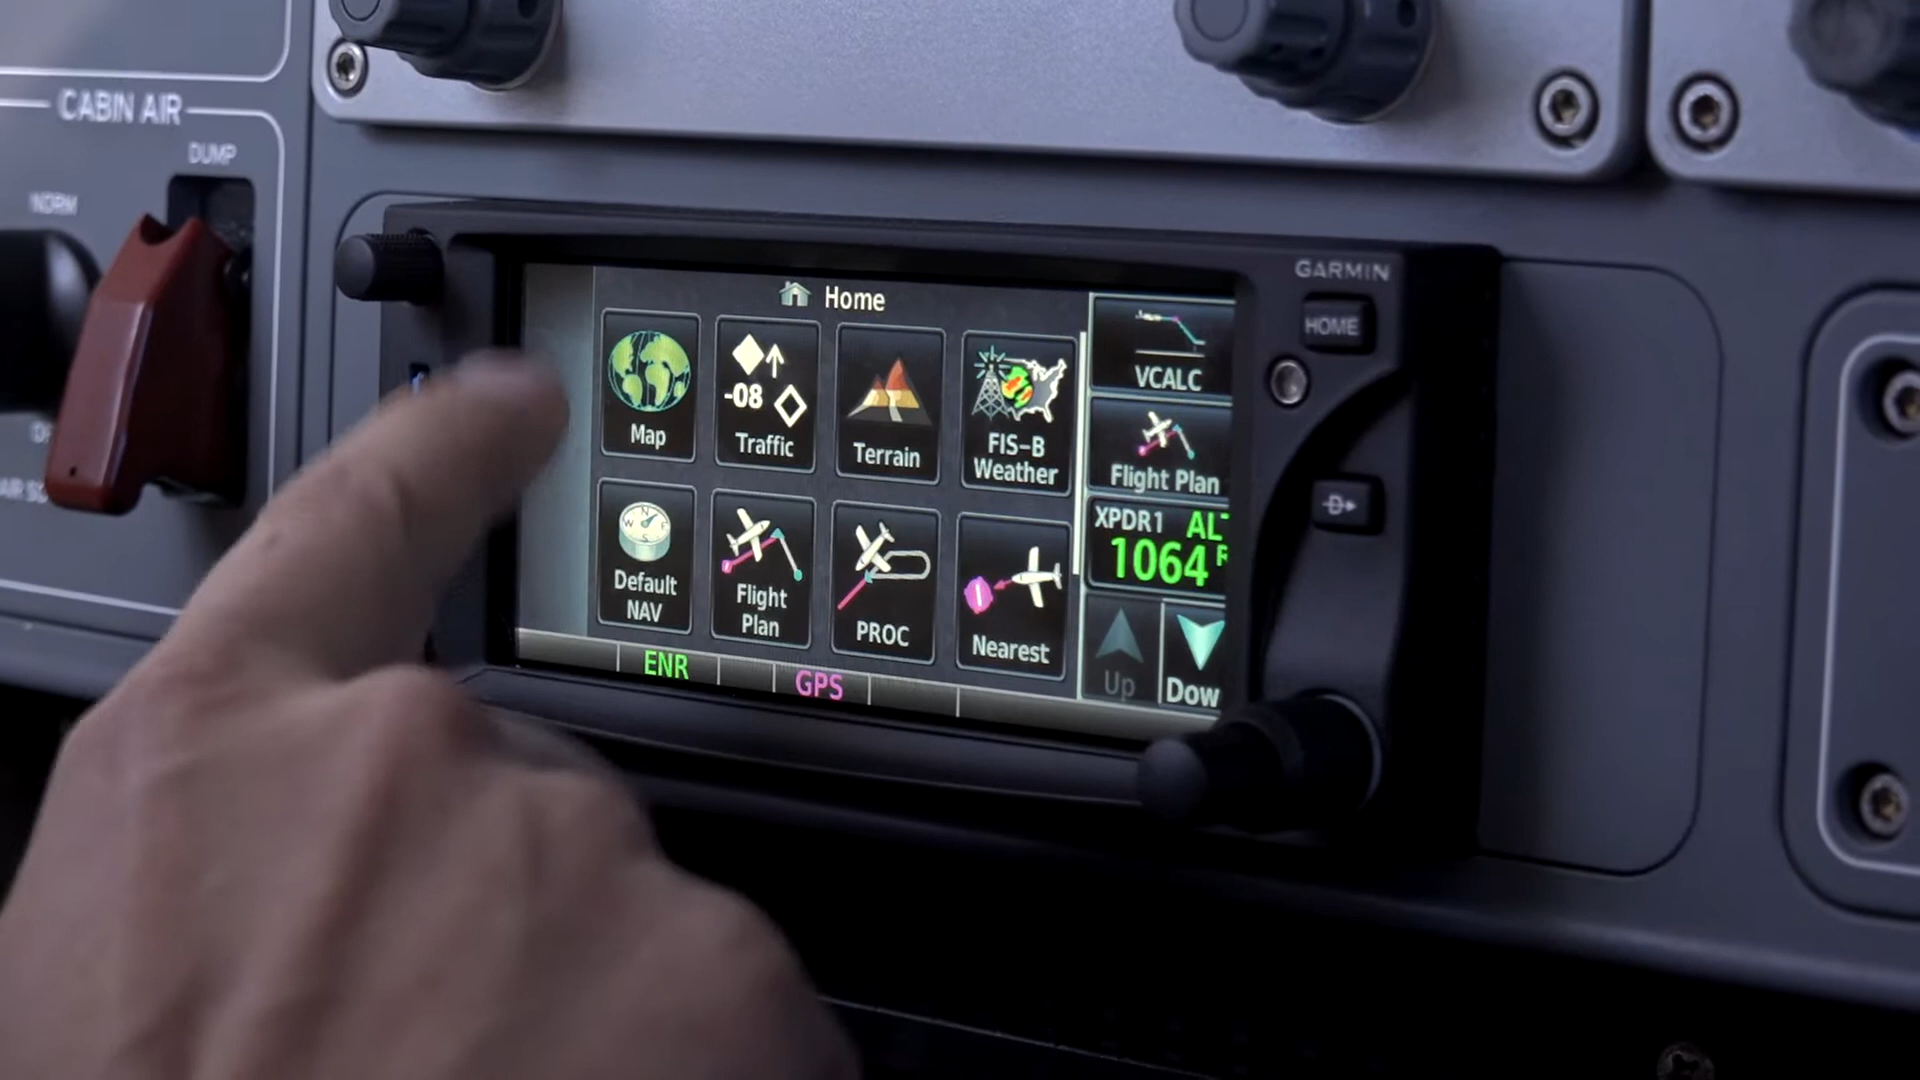 CABIN AIR
DUMP
NORM
GARMIN
HOME
Home
Map
Traffic
-08
Terrain
FIS-B
Weather
Default
NAV
Flight
Plan
PROC
Nearest
VCALC
Flight Plan
XPDR1 ALT
1064 R
Up
Dow
ENR
GPS
D
N
W E
S